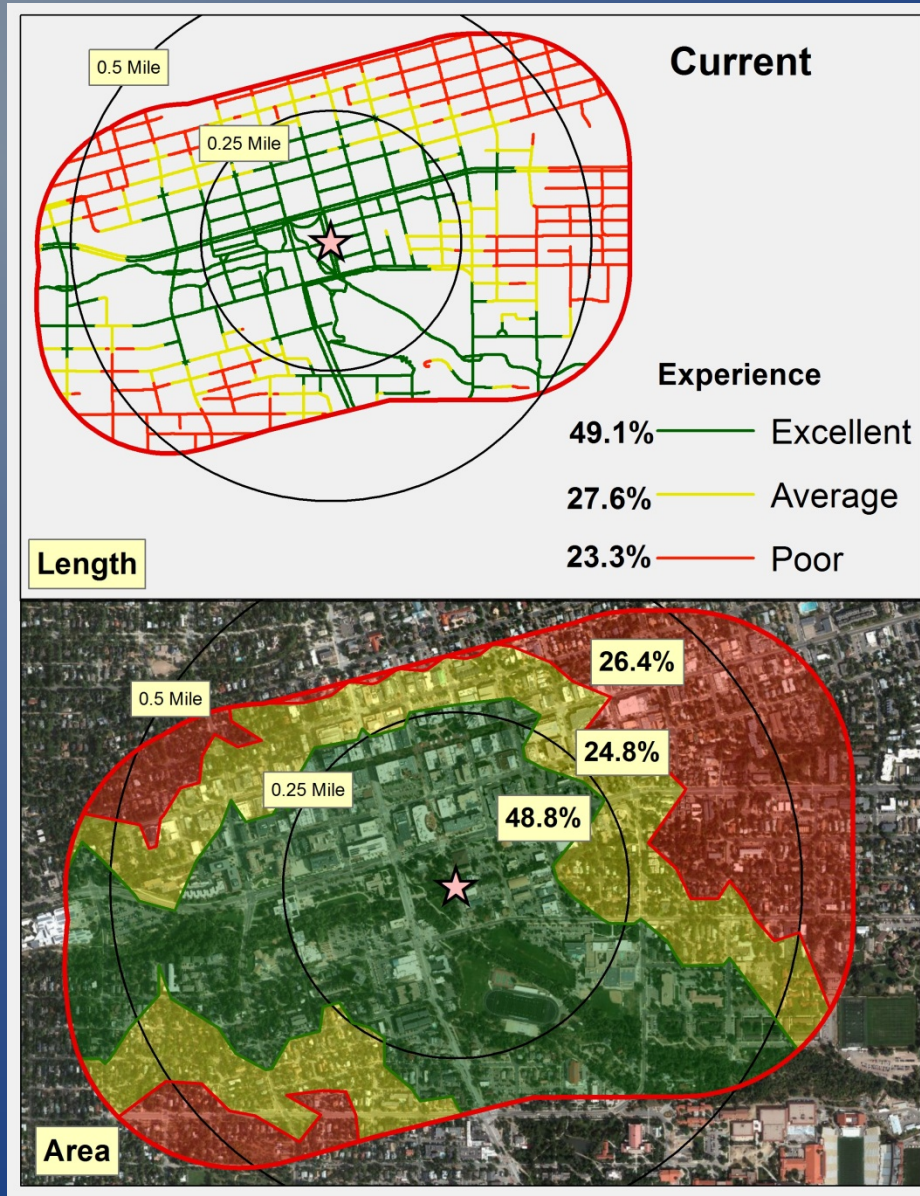 Current
0.5 Mile
0.25 Mile
Experience
49.1% Excellent
27.6% Average
23.3% Poor
Length
26.4%
0.5 Mile
24.8%
0.25 Mile
48.8%
Area